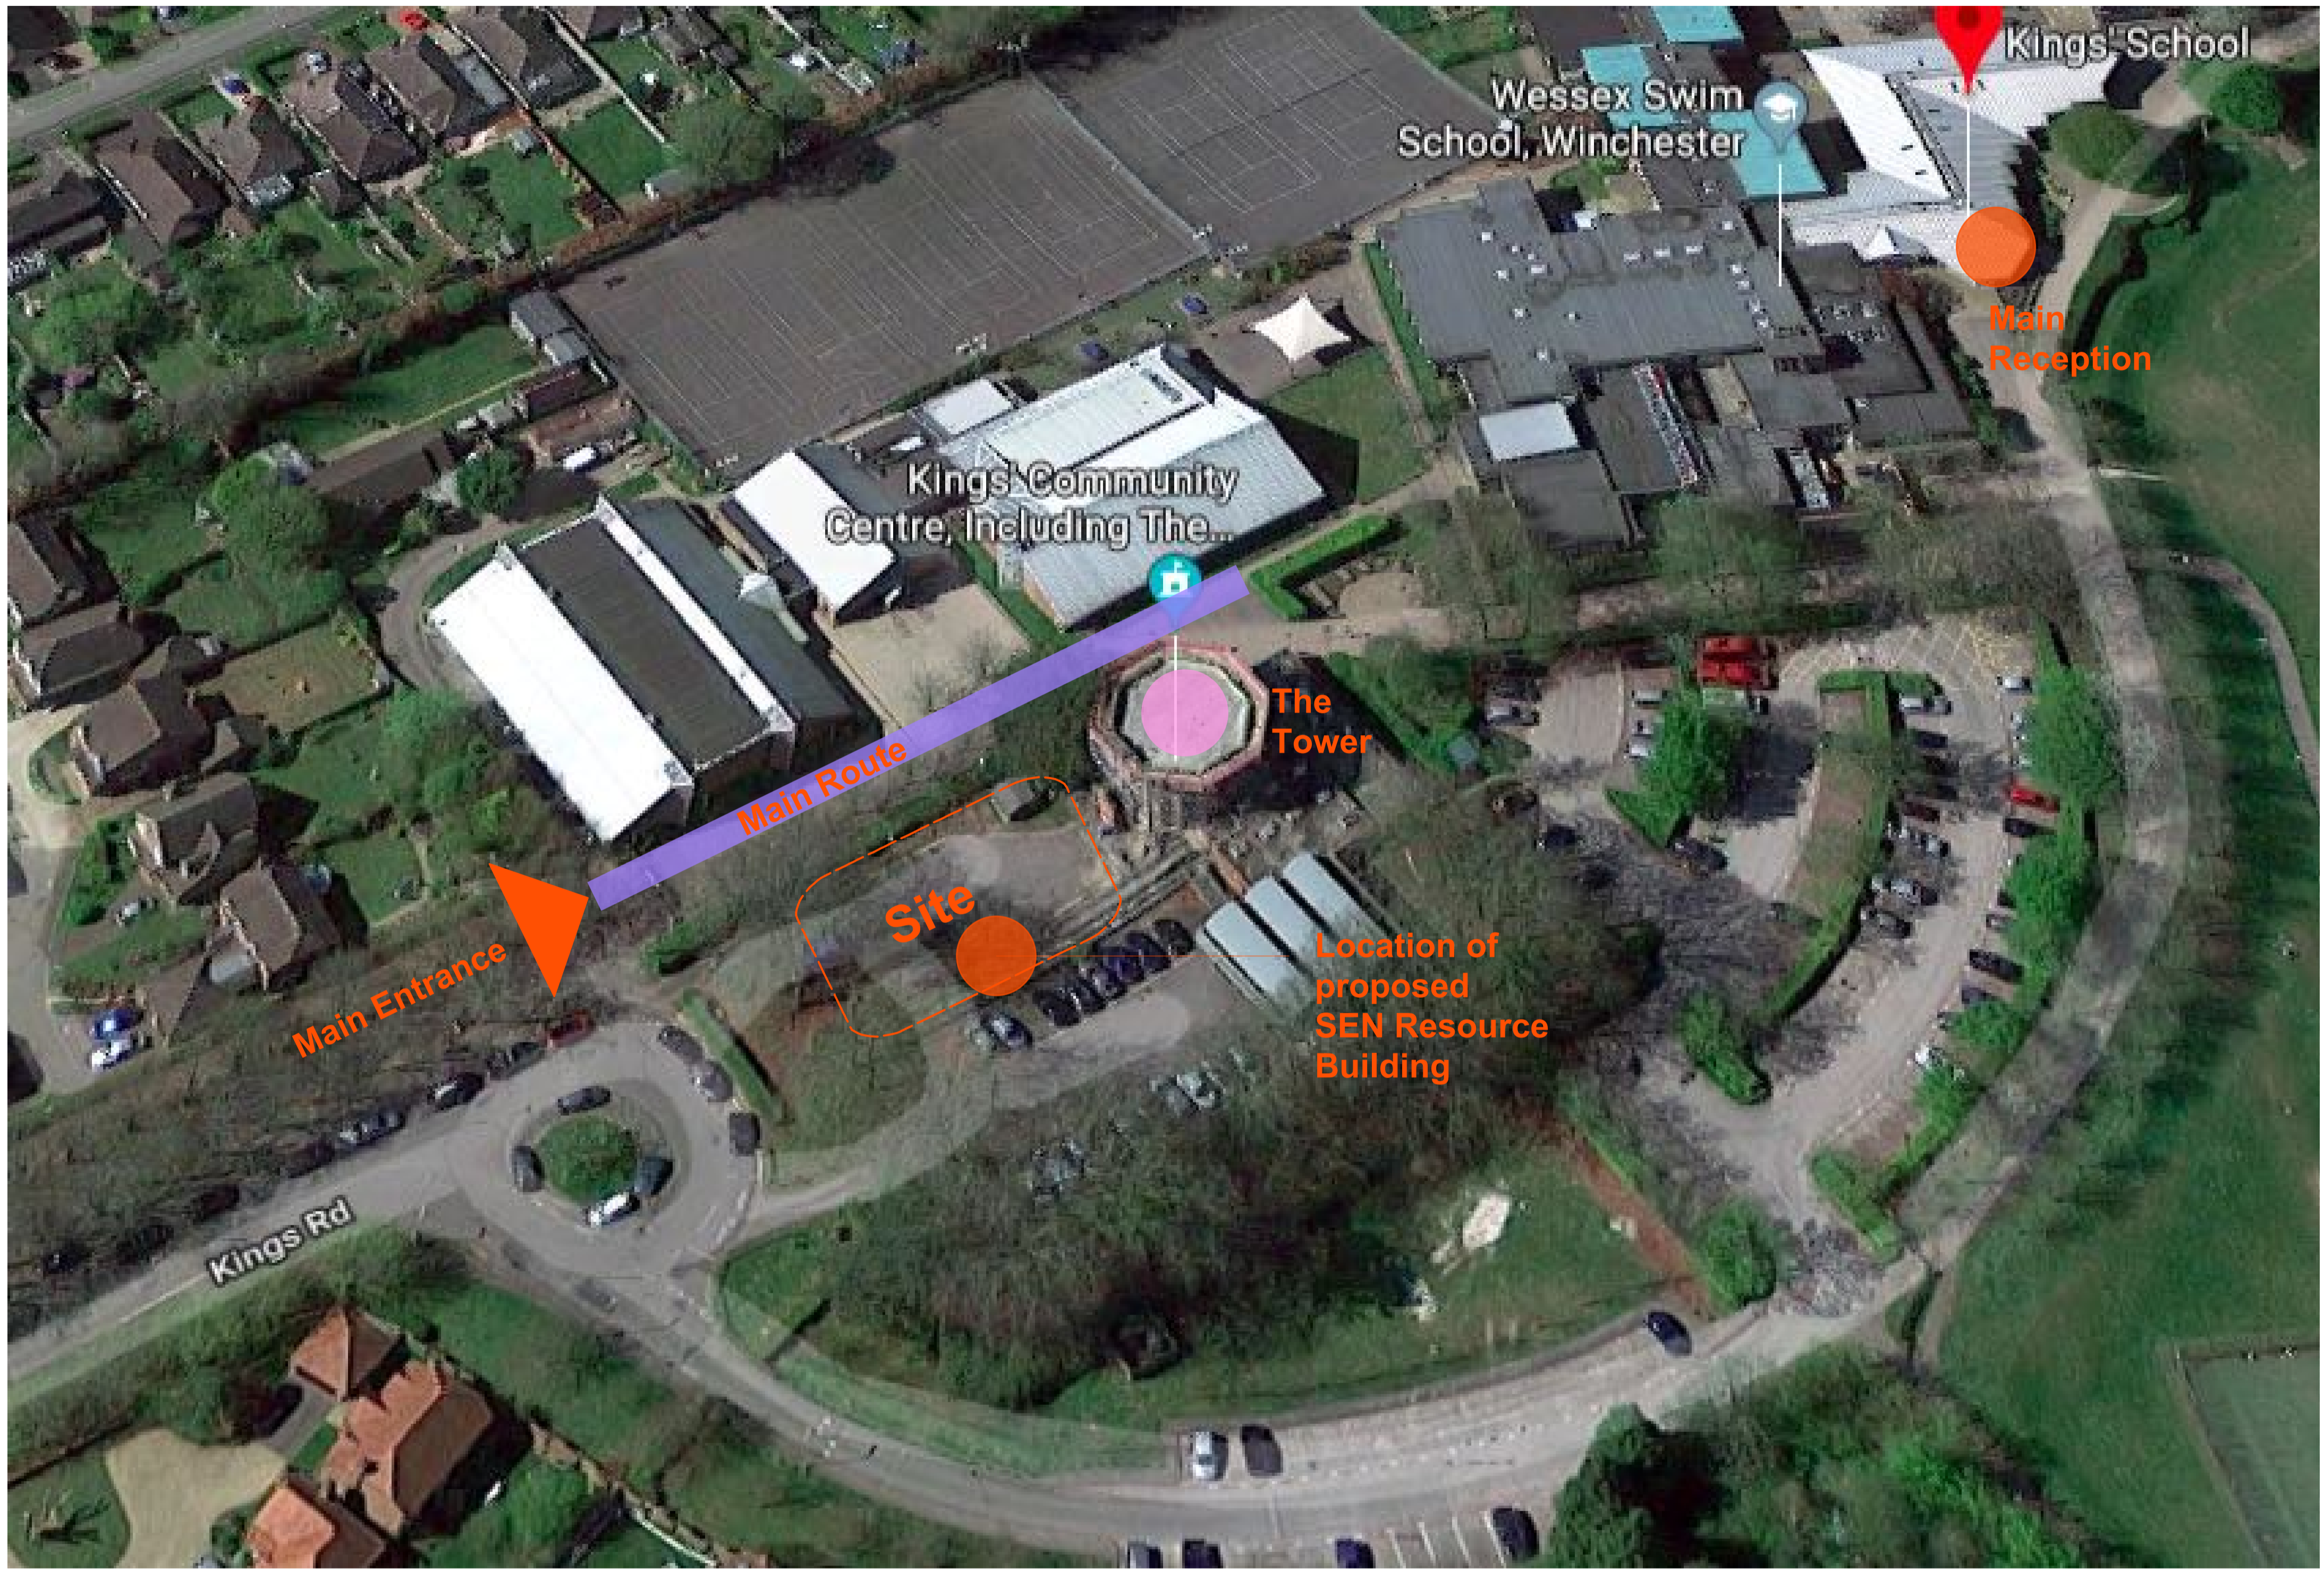 Kings' School
Wessex Swim
School, Winchester
Main
Reception
Kings' Community
Centre, Including The...
The
Tower
Main Route
Site
Main Entrance
Location of
proposed
SEN Resource
Building
Kings Rd